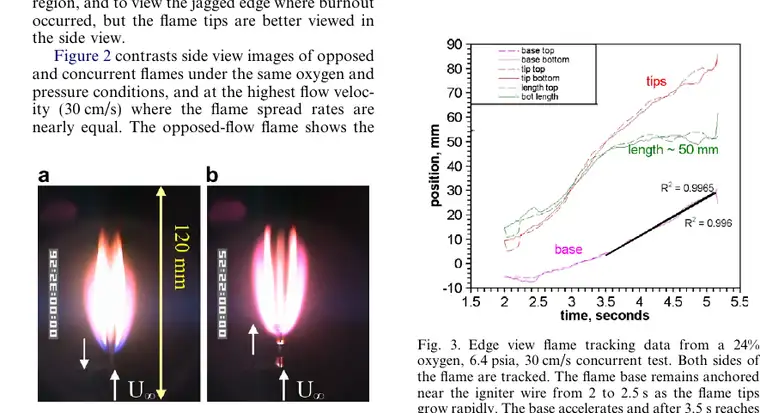 region, and to view the jagged edge where burnout
occurred, but the flame tips are better viewed in
the side view.
Figure 2 contrasts side view images of opposed
and concurrent flames under the same oxygen and
pressure conditions, and at the highest flow veloc-
ity (30 cm/s) where the flame spread rates are
nearly equal. The opposed-flow flame shows the
a
b
120 mm
U∞
U∞
90
80
70
60
50
40
30
20
10
0
-10
position, mm
base top
base bottom
tip top
tip bottom
length top
bot length
tips
length ~ 50 mm
R² = 0.9965
R² = 0.996
base
1.5 2 2.5 3 3.5 4 4.5 5 5.5
time, seconds
Fig. 3. Edge view flame tracking data from a 24%
oxygen, 6.4 psia, 30 cm/s concurrent test. Both sides of
the flame are tracked. The flame base remains anchored
near the igniter wire from 2 to 2.5 s as the flame tips
grow rapidly. The base accelerates and after 3.5 s reaches